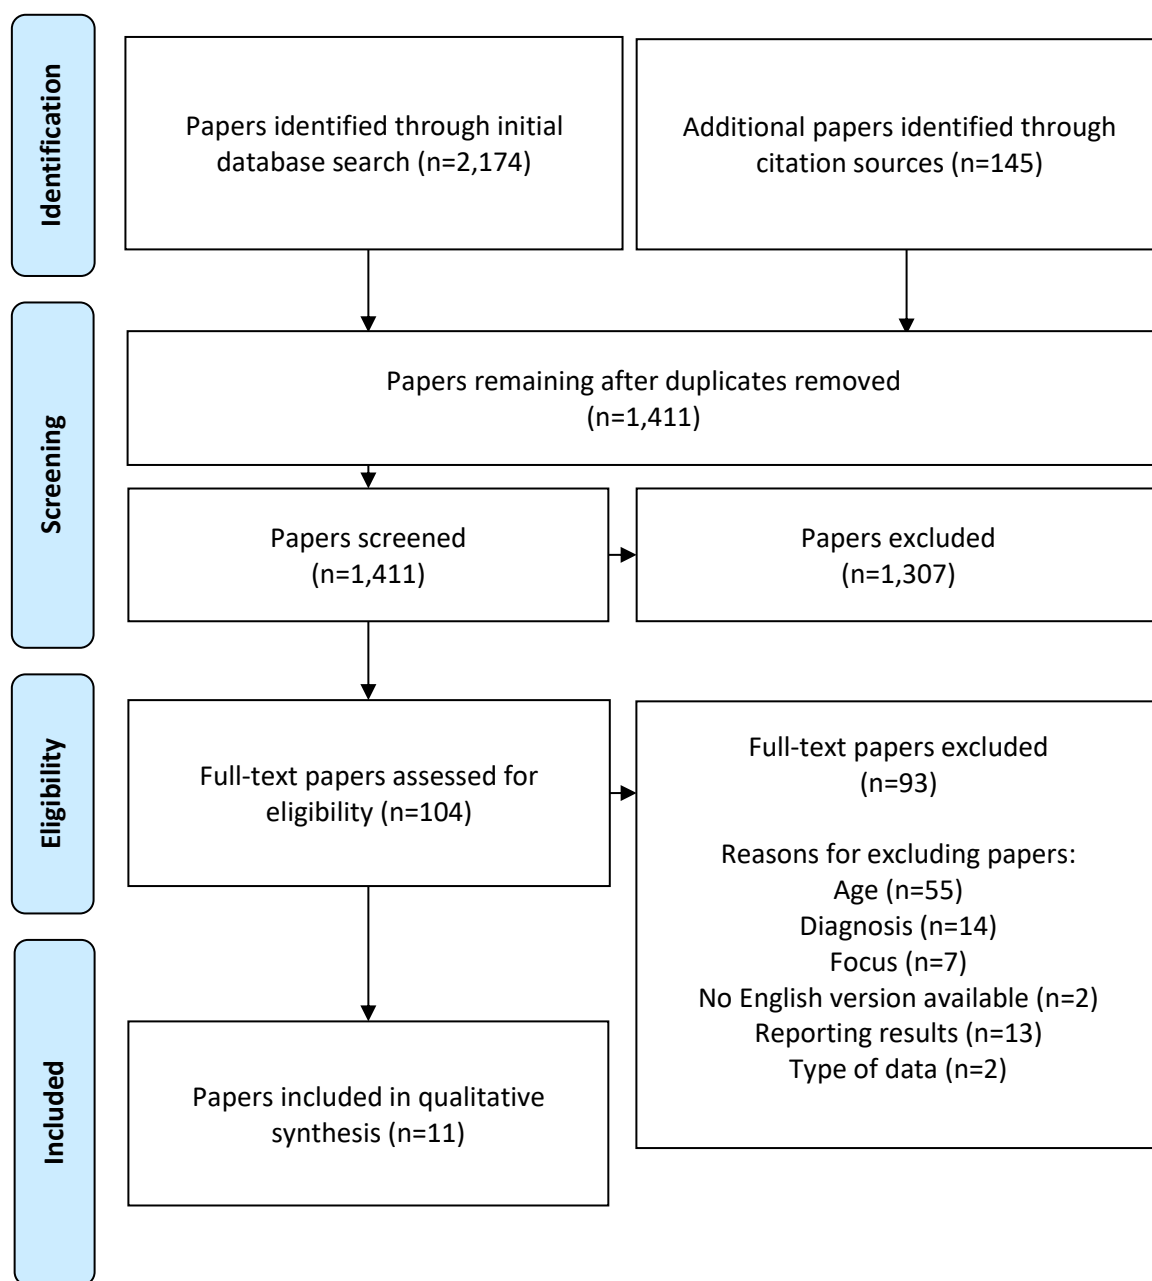 Identification
Papers identified through initial
database search (n=2,174)
Additional papers identified through
citation sources (n=145)
Screening
Papers remaining after duplicates removed
(n=1,411)
Papers screened
(n=1,411)
Papers excluded
(n=1,307)
Eligibility
Full-text papers assessed for
eligibility (n=104)
Full-text papers excluded
(n=93)
Reasons for excluding papers:
Age (n=55)
Diagnosis (n=14)
Focus (n=7)
No English version available (n=2)
Reporting results (n=13)
Type of data (n=2)
Included
Papers included in qualitative
synthesis (n=11)